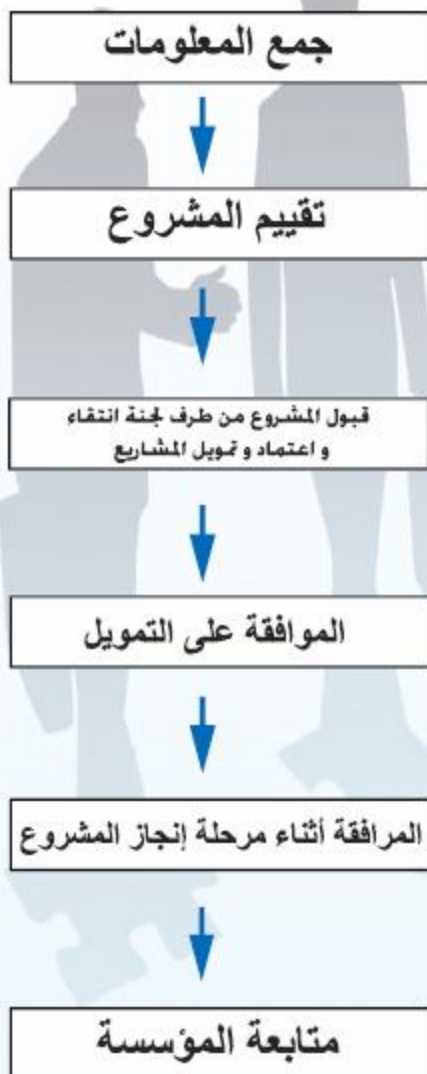 جمع المعلومات
تقييم المشروع
قبول المشروع من طرف لجنة انتقاء
و اعتماد و تمويل المشاريع
الموافقة على التمويل
المرافقة أثناء مرحلة إنجاز المشروع
متابعة المؤسسة